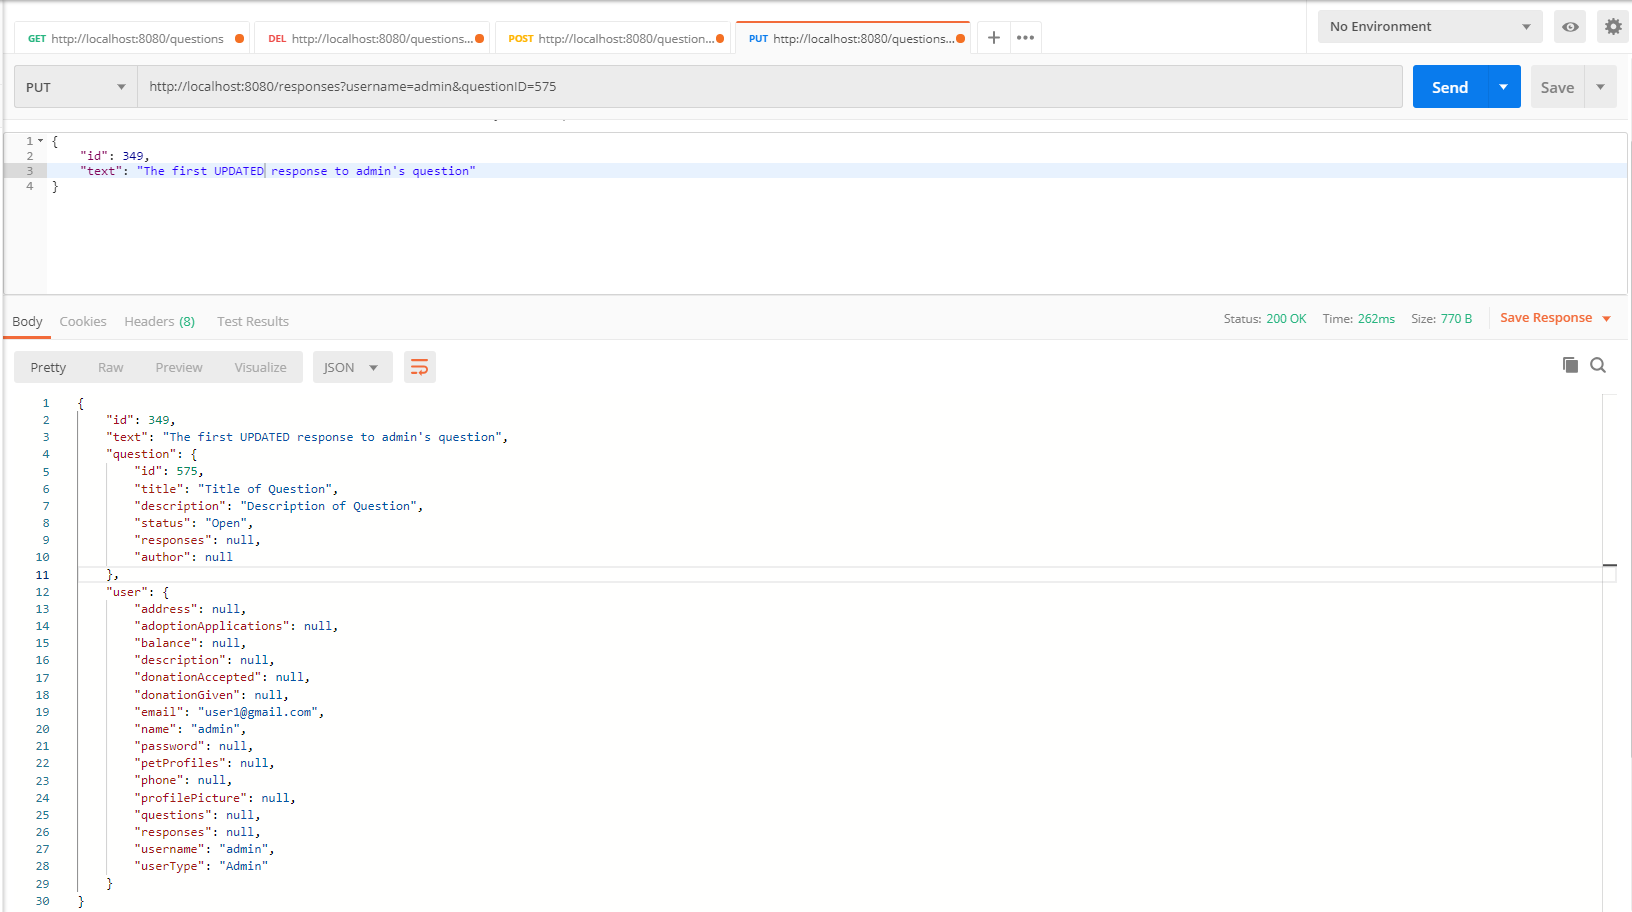 GET http://localhost:8080/questions
DEL http://localhost:8080/questions...
POST http://localhost:8080/question...
PUT http://localhost:8080/questions...
No Environment
PUT
http://localhost:8080/responses?username=admin&questionID=575
Send
Save
1 {
2 "id": 349,
3 "text": "The first UPDATED response to admin's question"
4 }
Body Cookies Headers (8) Test Results
Status: 200 OK Time: 262ms Size: 770 B Save Response
Pretty Raw Preview Visualize JSON
1 {
2 "id": 349,
3 "text": "The first UPDATED response to admin's question",
4 "question": {
5 "id": 575,
6 "title": "Title of Question",
7 "description": "Description of Question",
8 "status": "Open",
9 "responses": null,
10 "author": null
11 },
12 "user": {
13 "address": null,
14 "adoptionApplications": null,
15 "balance": null,
16 "description": null,
17 "donationAccepted": null,
18 "donationGiven": null,
19 "email": "user1@gmail.com",
20 "name": "admin",
21 "password": null,
22 "petProfiles": null,
23 "phone": null,
24 "profilePicture": null,
25 "questions": null,
26 "responses": null,
27 "username": "admin",
28 "userType": "Admin"
29 }
30 }